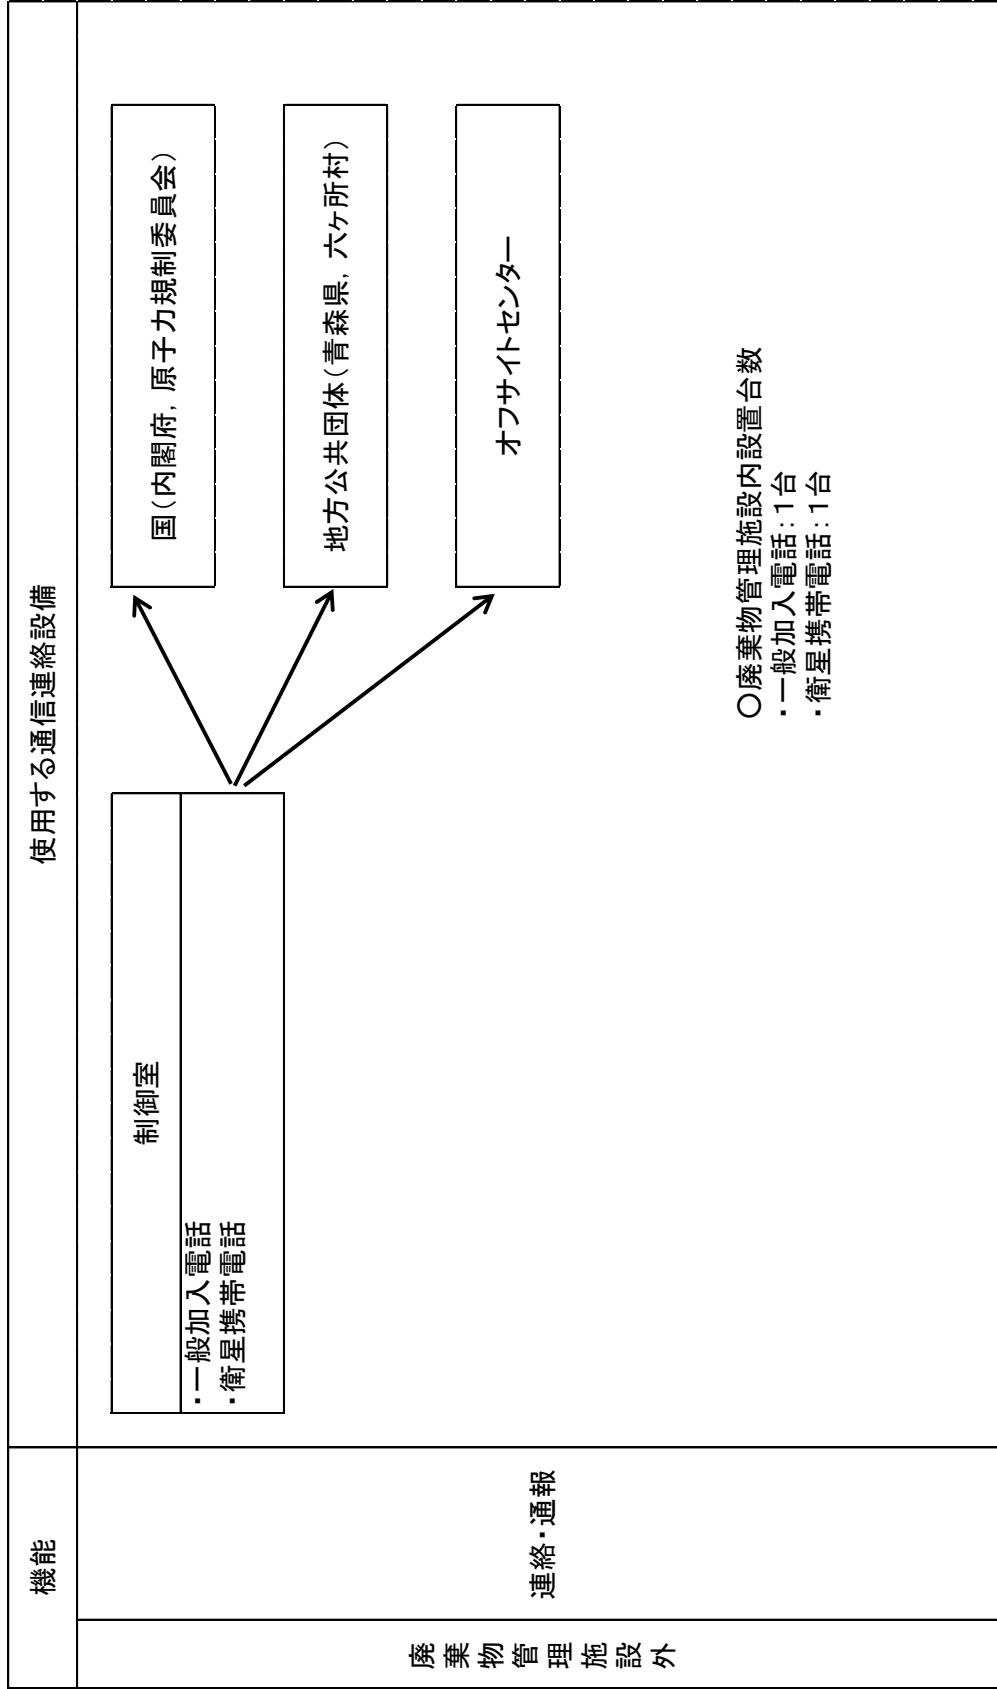 機能
使用する通信連絡設備
廃棄物管理施設外
連絡・通報
制御室
・一般加入電話
・衛星携帯電話
国（内閣府，原子力規制委員会）
地方公共団体（青森県，六ヶ所村）
オフサイトセンター
○廃棄物管理施設内設置台数
・一般加入電話：1台
・衛星携帯電話：1台